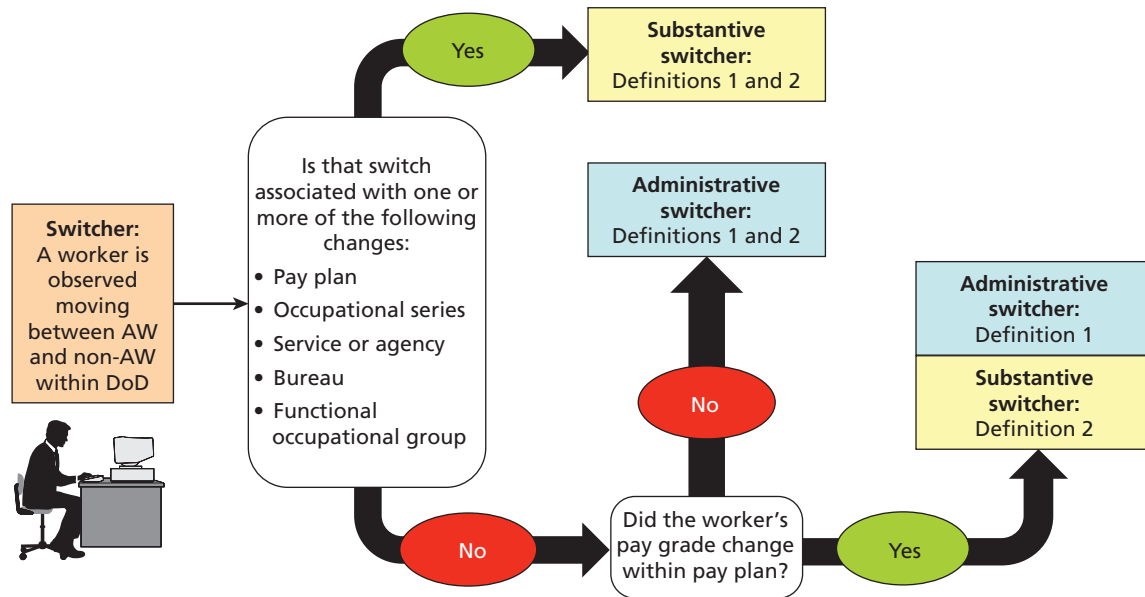 Switcher:
A worker is
observed
moving
between AW
and non-AW
within DoD
Is that switch
associated with one or
more of the following
changes:
• Pay plan
• Occupational series
• Service or agency
• Bureau
• Functional
occupational group
Yes
Substantive
switcher:
Definitions 1 and 2
No
Did the worker's
pay grade change
within pay plan?
No
Administrative
switcher:
Definitions 1 and 2
Yes
Administrative
switcher:
Definition 1
Substantive
switcher:
Definition 2